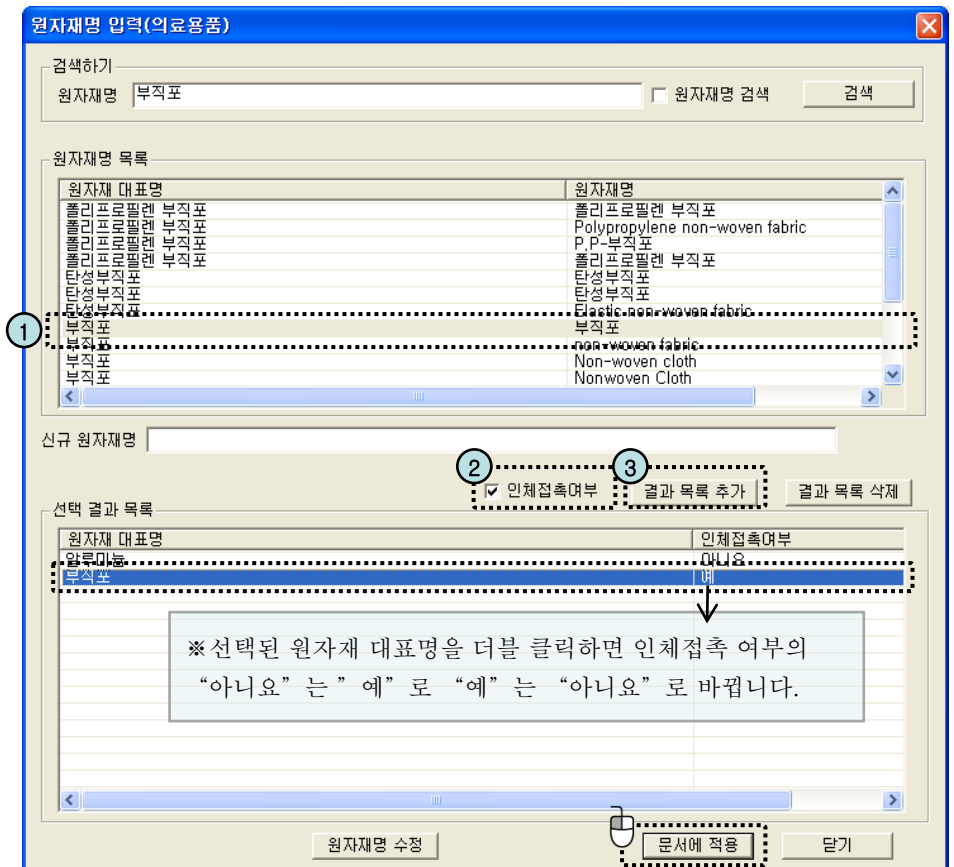 원자재명 입력(의료용품)
검색하기
원자재명 부직포 원자재명 검색 검색
원자재명 목록
원자재 대표명 원자재명
폴리프로필렌 부직포 폴리프로필렌 부직포
폴리프로필렌 부직포 Polypropylene non-woven fabric
폴리프로필렌 부직포 P.P-부직포
폴리프로필렌 부직포 폴리프로필렌 부직포
탄성부직포 탄성부직포
탄성부직포 탄성부직포
탄성부직포 Elastic non-woven fabric
1 부직포 부직포
부직포 non-woven fabric
부직포 Non-woven cloth
부직포 Nonwoven Cloth
신규 원자재명
2 인체접촉여부 3 결과 목록 추가 결과 목록 삭제
선택 결과 목록
원자재 대표명 인체접촉여부
알루미늄 아니요
부직포 예
※선택된 원자재 대표명을 더블 클릭하면 인체접촉 여부의
“아니요”는 ”예”로 “예”는 “아니요”로 바뀝니다.
원자재명 수정 문서에 적용 닫기